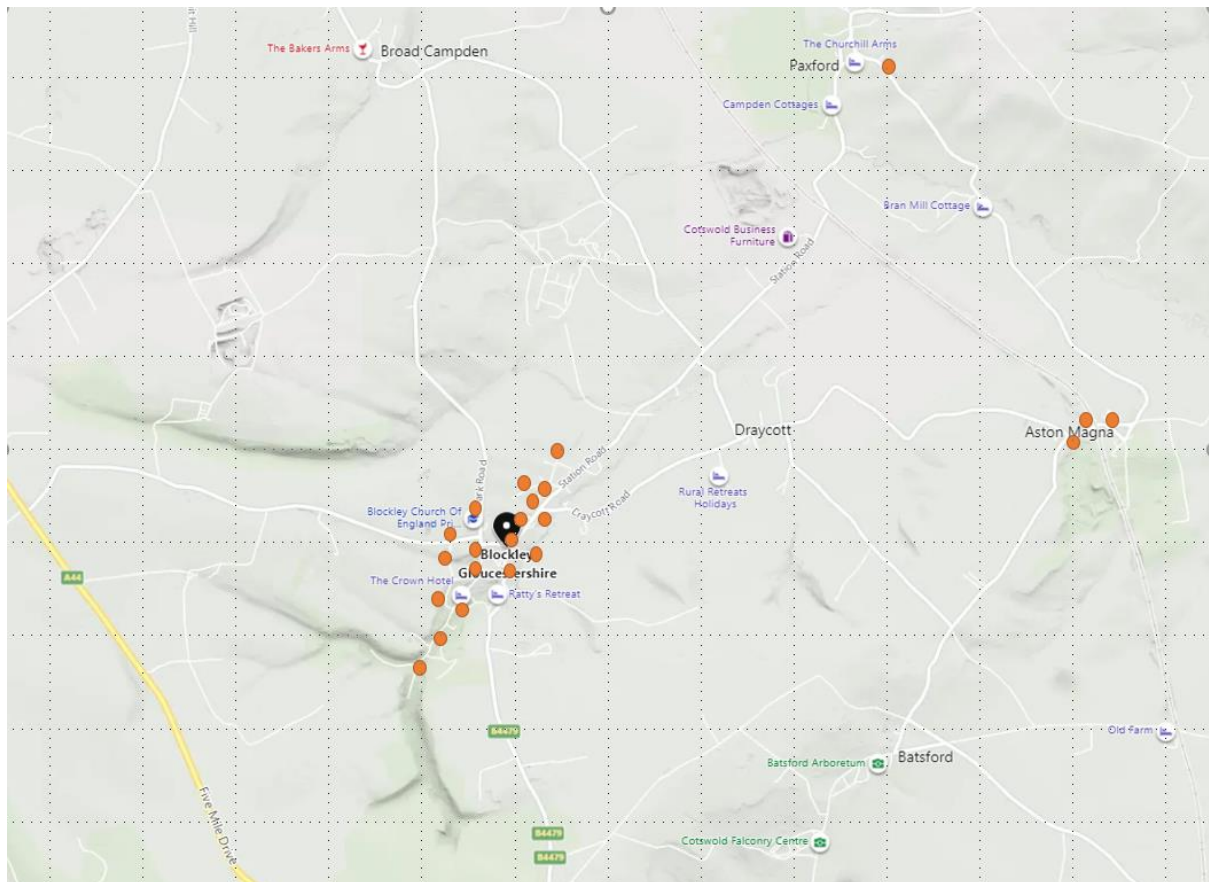 The Bakers Arms
Broad Campden
The Churchill Arms
Paxford
Campden Cottages
Bran Mill Cottage
Cotswold Business
Furniture
Station Road
Draycott
Aston Magna
Station Road
Rural Retreats
Holidays
Draycott Road
Blockley Church Of
England Pri...
Blockley
Gloucestershire
The Crown Hotel
Ratty's Retreat
A44
B4479
Old Farm
Batsford
Batsford Arboretum
Five Mile Drive
B4479
Cotswold Falconry Centre
B4479